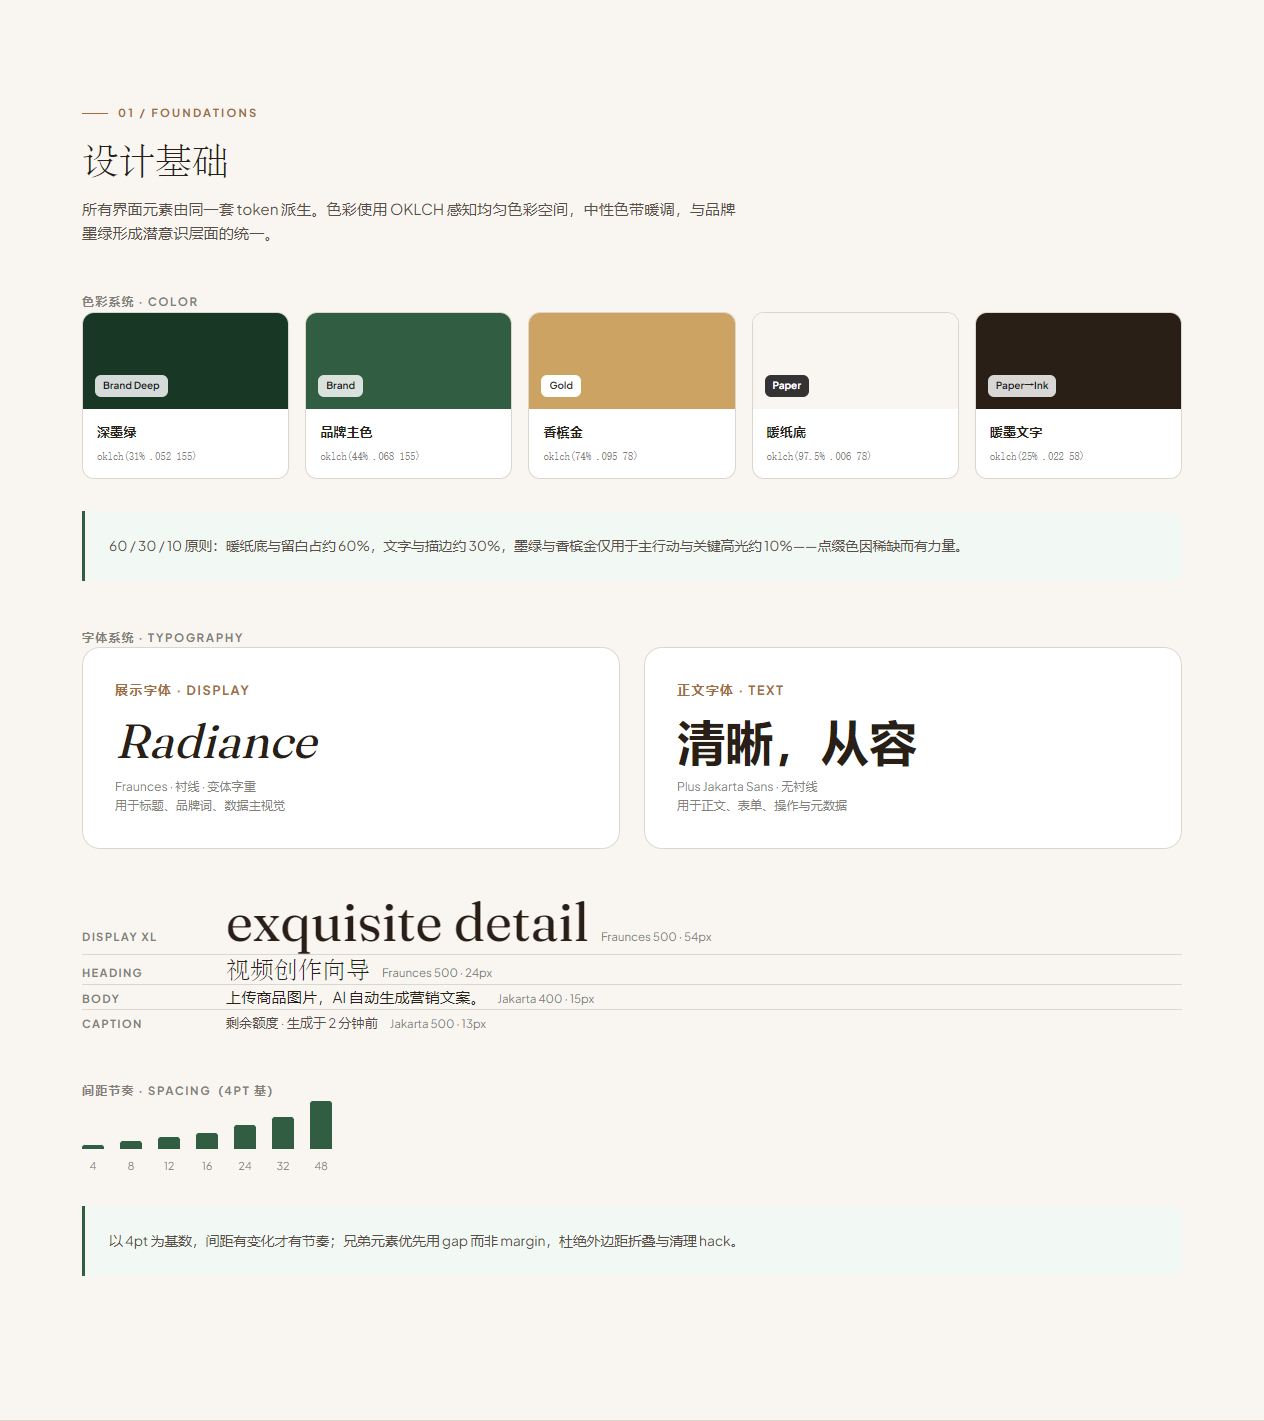 01 / FOUNDATIONS
设计基础
所有界面元素由同一套 token 派生。色彩使用 OKLCH 感知均匀色彩空间，中性色带暖调，与品牌
墨绿形成潜意识层面的统一。
色彩系统 · COLOR
Brand Deep
深墨绿
oklch(31% .052 155)
Brand
品牌主色
oklch(44% .068 155)
Gold
香槟金
oklch(74% .095 78)
Paper
暖纸底
oklch(97.5% .006 78)
Paper→Ink
暖墨文字
oklch(25% .022 58)
60 / 30 / 10 原则：暖纸底与留白占约 60%，文字与描边约 30%，墨绿与香槟金仅用于主行动与关键高光约 10%——点缀色因稀缺而有力量。
字体系统 · TYPOGRAPHY
展示字体 · DISPLAY
Radiance
Fraunces · 衬线 · 变体字重
用于标题、品牌词、数据主视觉
正文字体 · TEXT
清晰，从容
Plus Jakarta Sans · 无衬线
用于正文、表单、操作与元数据
DISPLAY XL exquisite detail Fraunces 500 · 54px
HEADING 视频创作向导 Fraunces 500 · 24px
BODY 上传商品图片，AI 自动生成营销文案。 Jakarta 400 · 15px
CAPTION 剩余额度 · 生成于 2 分钟前 Jakarta 500 · 13px
间距节奏 · SPACING（4PT 基）
4 8 12 16 24 32 48
以 4pt 为基数，间距有变化才有节奏；兄弟元素优先用 gap 而非 margin，杜绝外边距折叠与清理 hack。